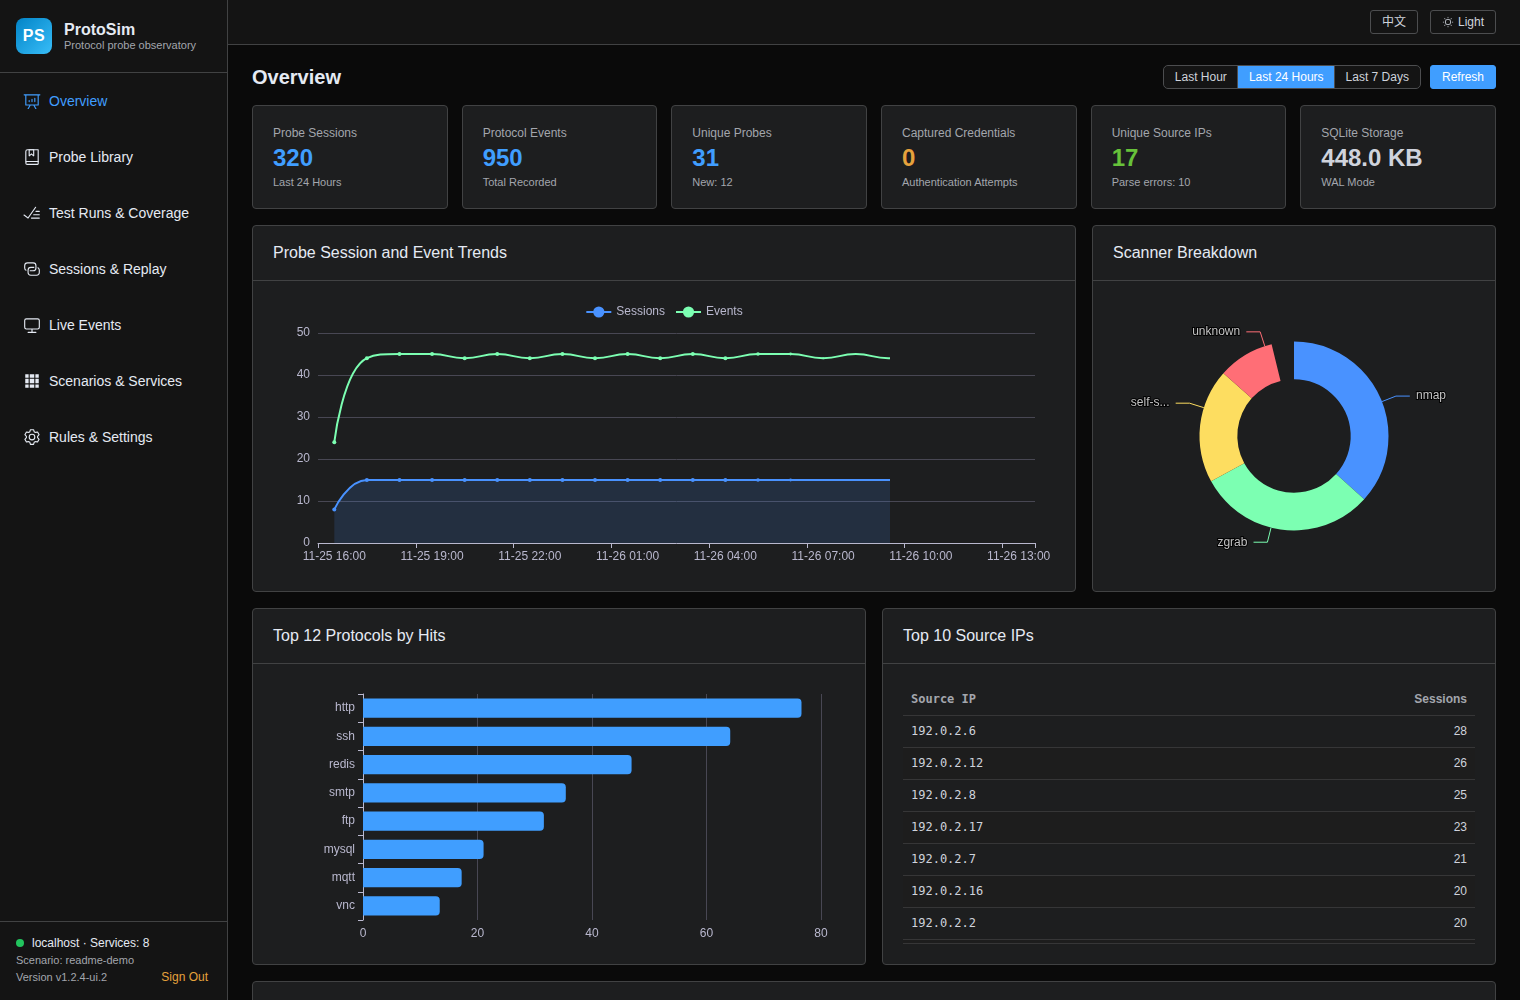 PS
ProtoSim
Protocol probe observatory
中文
Light
Overview
Probe Library
Test Runs & Coverage
Sessions & Replay
Live Events
Scenarios & Services
Rules & Settings
localhost · Services: 8
Scenario: readme-demo
Version v1.2.4-ui.2
Sign Out
Overview
Last Hour
Last 24 Hours
Last 7 Days
Refresh
Probe Sessions
320
Last 24 Hours
Protocol Events
950
Total Recorded
Unique Probes
31
New: 12
Captured Credentials
0
Authentication Attempts
Unique Source IPs
17
Parse errors: 10
SQLite Storage
448.0 KB
WAL Mode
Probe Session and Event Trends
Sessions
Events
50
40
30
20
10
0
11-25 16:00
11-25 19:00
11-25 22:00
11-26 01:00
11-26 04:00
11-26 07:00
11-26 10:00
11-26 13:00
Scanner Breakdown
unknown
nmap
self-s...
zgrab
Top 12 Protocols by Hits
http
ssh
redis
smtp
ftp
mysql
mqtt
vnc
0
20
40
60
80
Top 10 Source IPs
Source IP Sessions
192.0.2.6 28
192.0.2.12 26
192.0.2.8 25
192.0.2.17 23
192.0.2.7 21
192.0.2.16 20
192.0.2.2 20